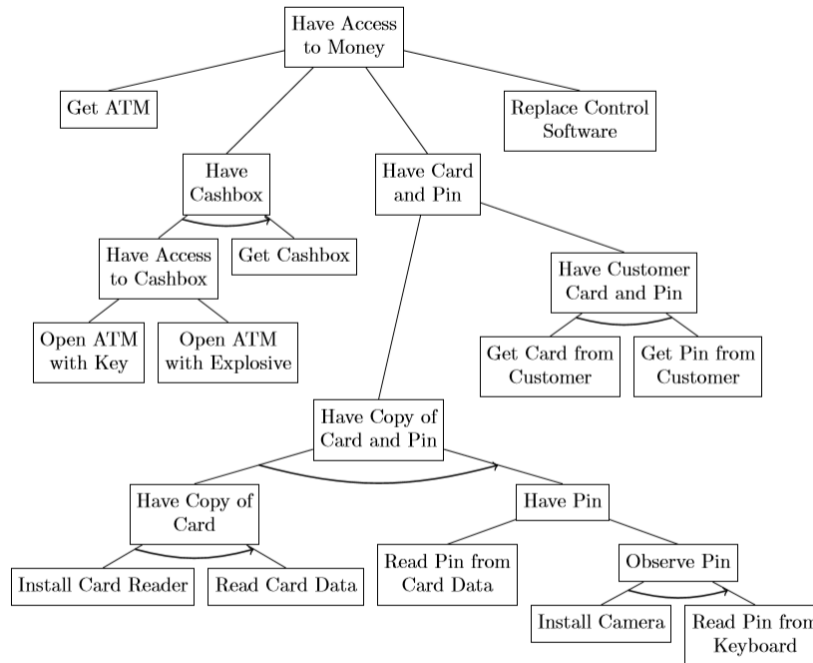 Have Access
to Money
Get ATM
Replace Control
Software
Have
Cashbox
Have Card
and Pin
Have Access
to Cashbox
Get Cashbox
Have Customer
Card and Pin
Open ATM
with Key
Open ATM
with Explosive
Get Card from
Customer
Get Pin from
Customer
Have Copy of
Card and Pin
Have Copy of
Card
Have Pin
Install Card Reader
Read Card Data
Read Pin from
Card Data
Observe Pin
Install Camera
Read Pin from
Keyboard